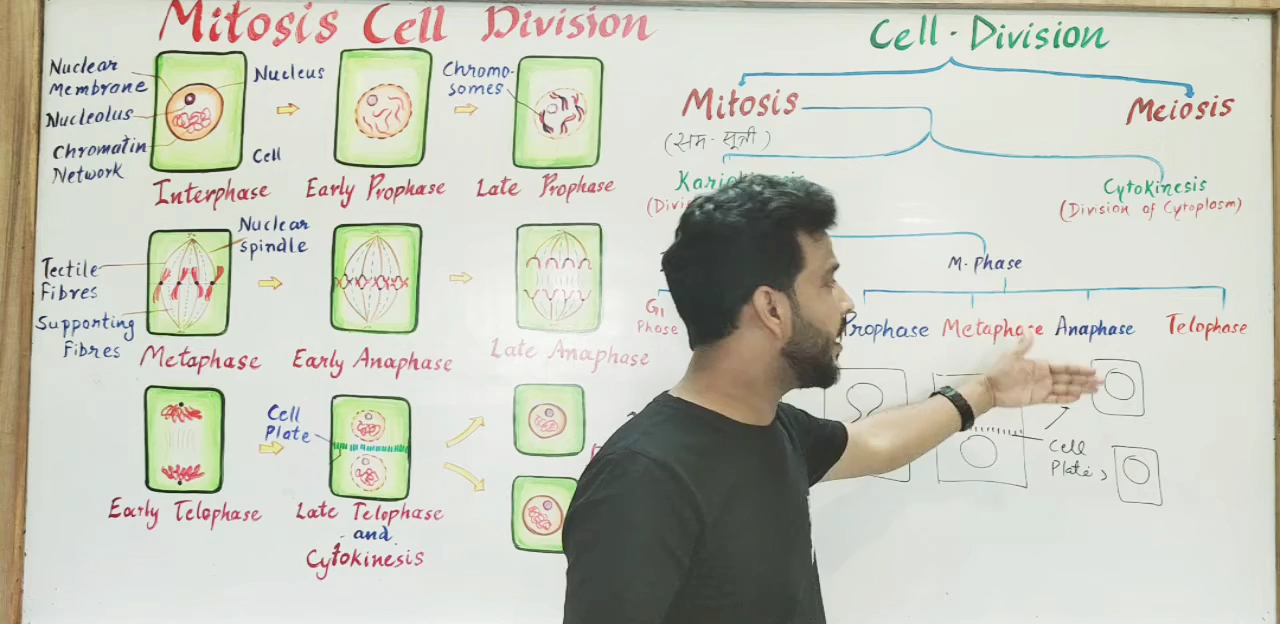 Mitosis Cell Division
Nuclear
Membrane
Nucleolus
Chromatin
Network
Nucleus
Cell
Chromo-
somes
Interphase
Early Prophase
Late Prophase
Nuclear
spindle
Tectile
Fibres
Supporting
Fibres
Metaphase
Early Anaphase
Late Anaphase
Cell
Plate
Early Telophase
Late Telophase
and
Cytokinesis
Cell-Division
Mitosis
(सम-सूत्री)
Meiosis
Cytokinesis
(Division of Cytoplasm)
M-Phase
G1
Phase
Prophase
Metaphase
Anaphase
Telophase
Cell
Plate